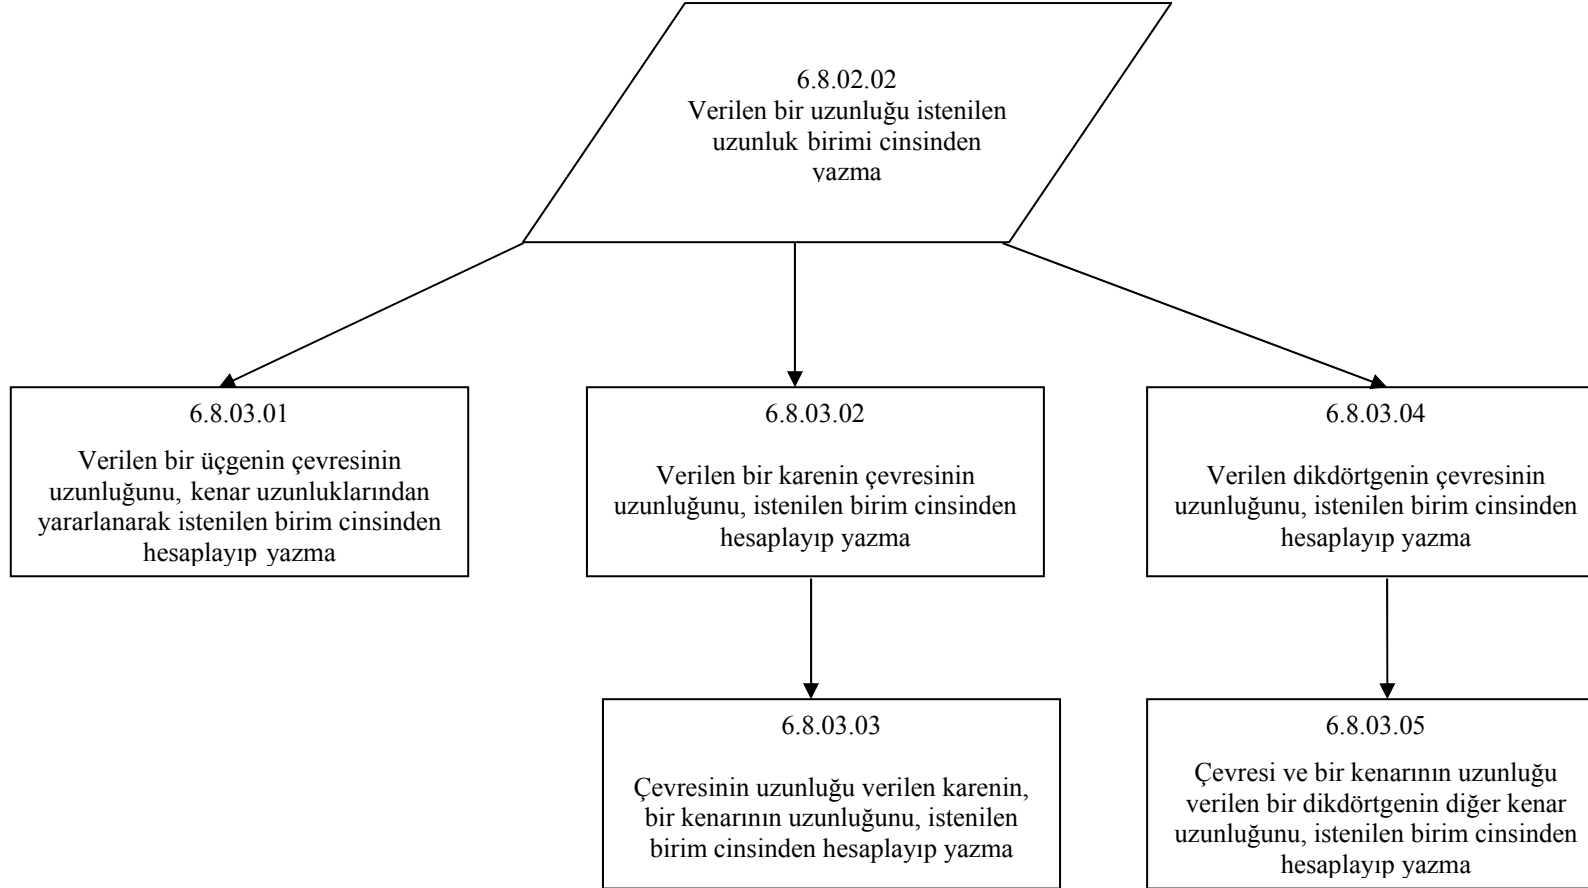 6.8.02.02
Verilen bir uzunluğu istenilen
uzunluk birimi cinsinden
yazma
6.8.03.01
Verilen bir üçgenin çevresinin
uzunluğunu, kenar uzunluklarından
yararlanarak istenilen birim cinsinden
hesaplayıp yazma
6.8.03.02
Verilen bir karenin çevresinin
uzunluğunu, istenilen birim cinsinden
hesaplayıp yazma
6.8.03.04
Verilen dikdörtgenin çevresinin
uzunluğunu, istenilen birim cinsinden
hesaplayıp yazma
6.8.03.03
Çevresinin uzunluğu verilen karenin,
bir kenarının uzunluğunu, istenilen
birim cinsinden hesaplayıp yazma
6.8.03.05
Çevresi ve bir kenarının uzunluğu
verilen bir dikdörtgenin diğer kenar
uzunluğunu, istenilen birim cinsinden
hesaplayıp yazma